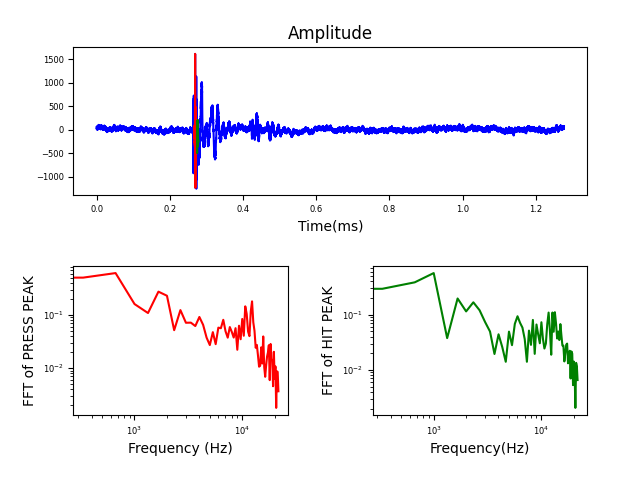 Amplitude
1500
1000
500
0
−500
−1000
0.0 0.2 0.4 0.6 0.8 1.0 1.2
Time(ms)
FFT of PRESS PEAK
10⁻¹
10⁻²
10³ 10⁴
Frequency (Hz)
FFT of HIT PEAK
10⁻¹
10⁻²
10³ 10⁴
Frequency(Hz)